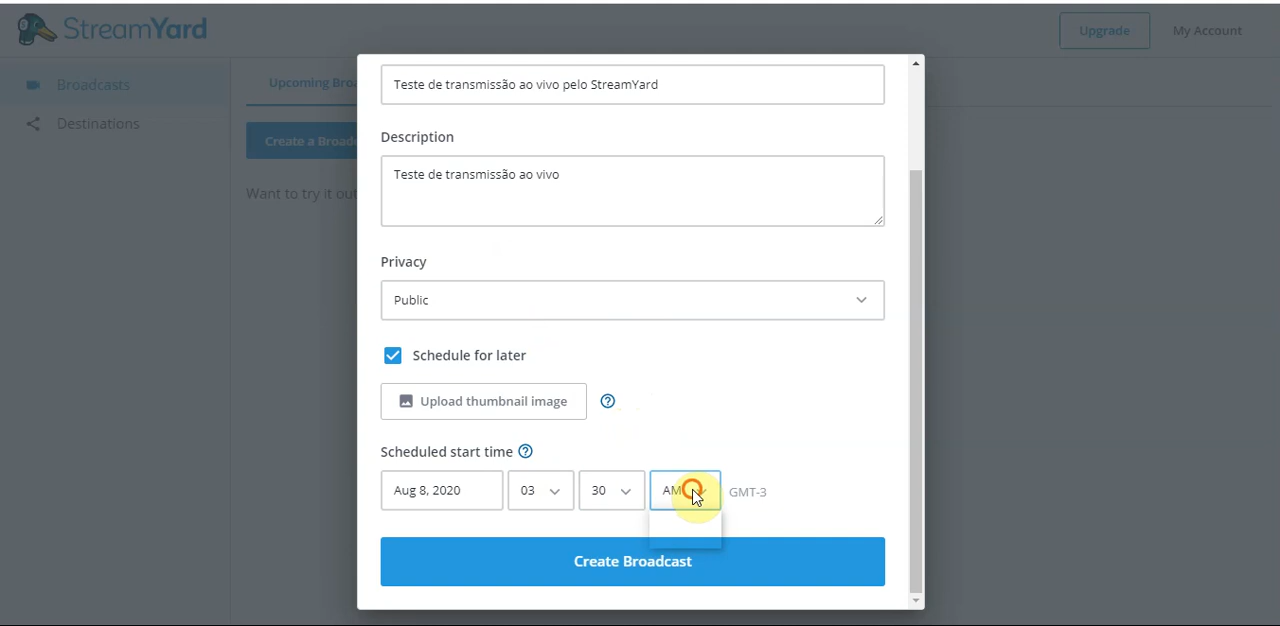 StreamYard
Upgrade
My Account
Broadcasts
Destinations
Upcoming Broa
Create a Broad
Want to try it out
Teste de transmissão ao vivo pelo StreamYard
Description
Teste de transmissão ao vivo
Privacy
Public
Schedule for later
Upload thumbnail image
?
Scheduled start time ?
Aug 8, 2020 03 30 AM GMT-3
Create Broadcast